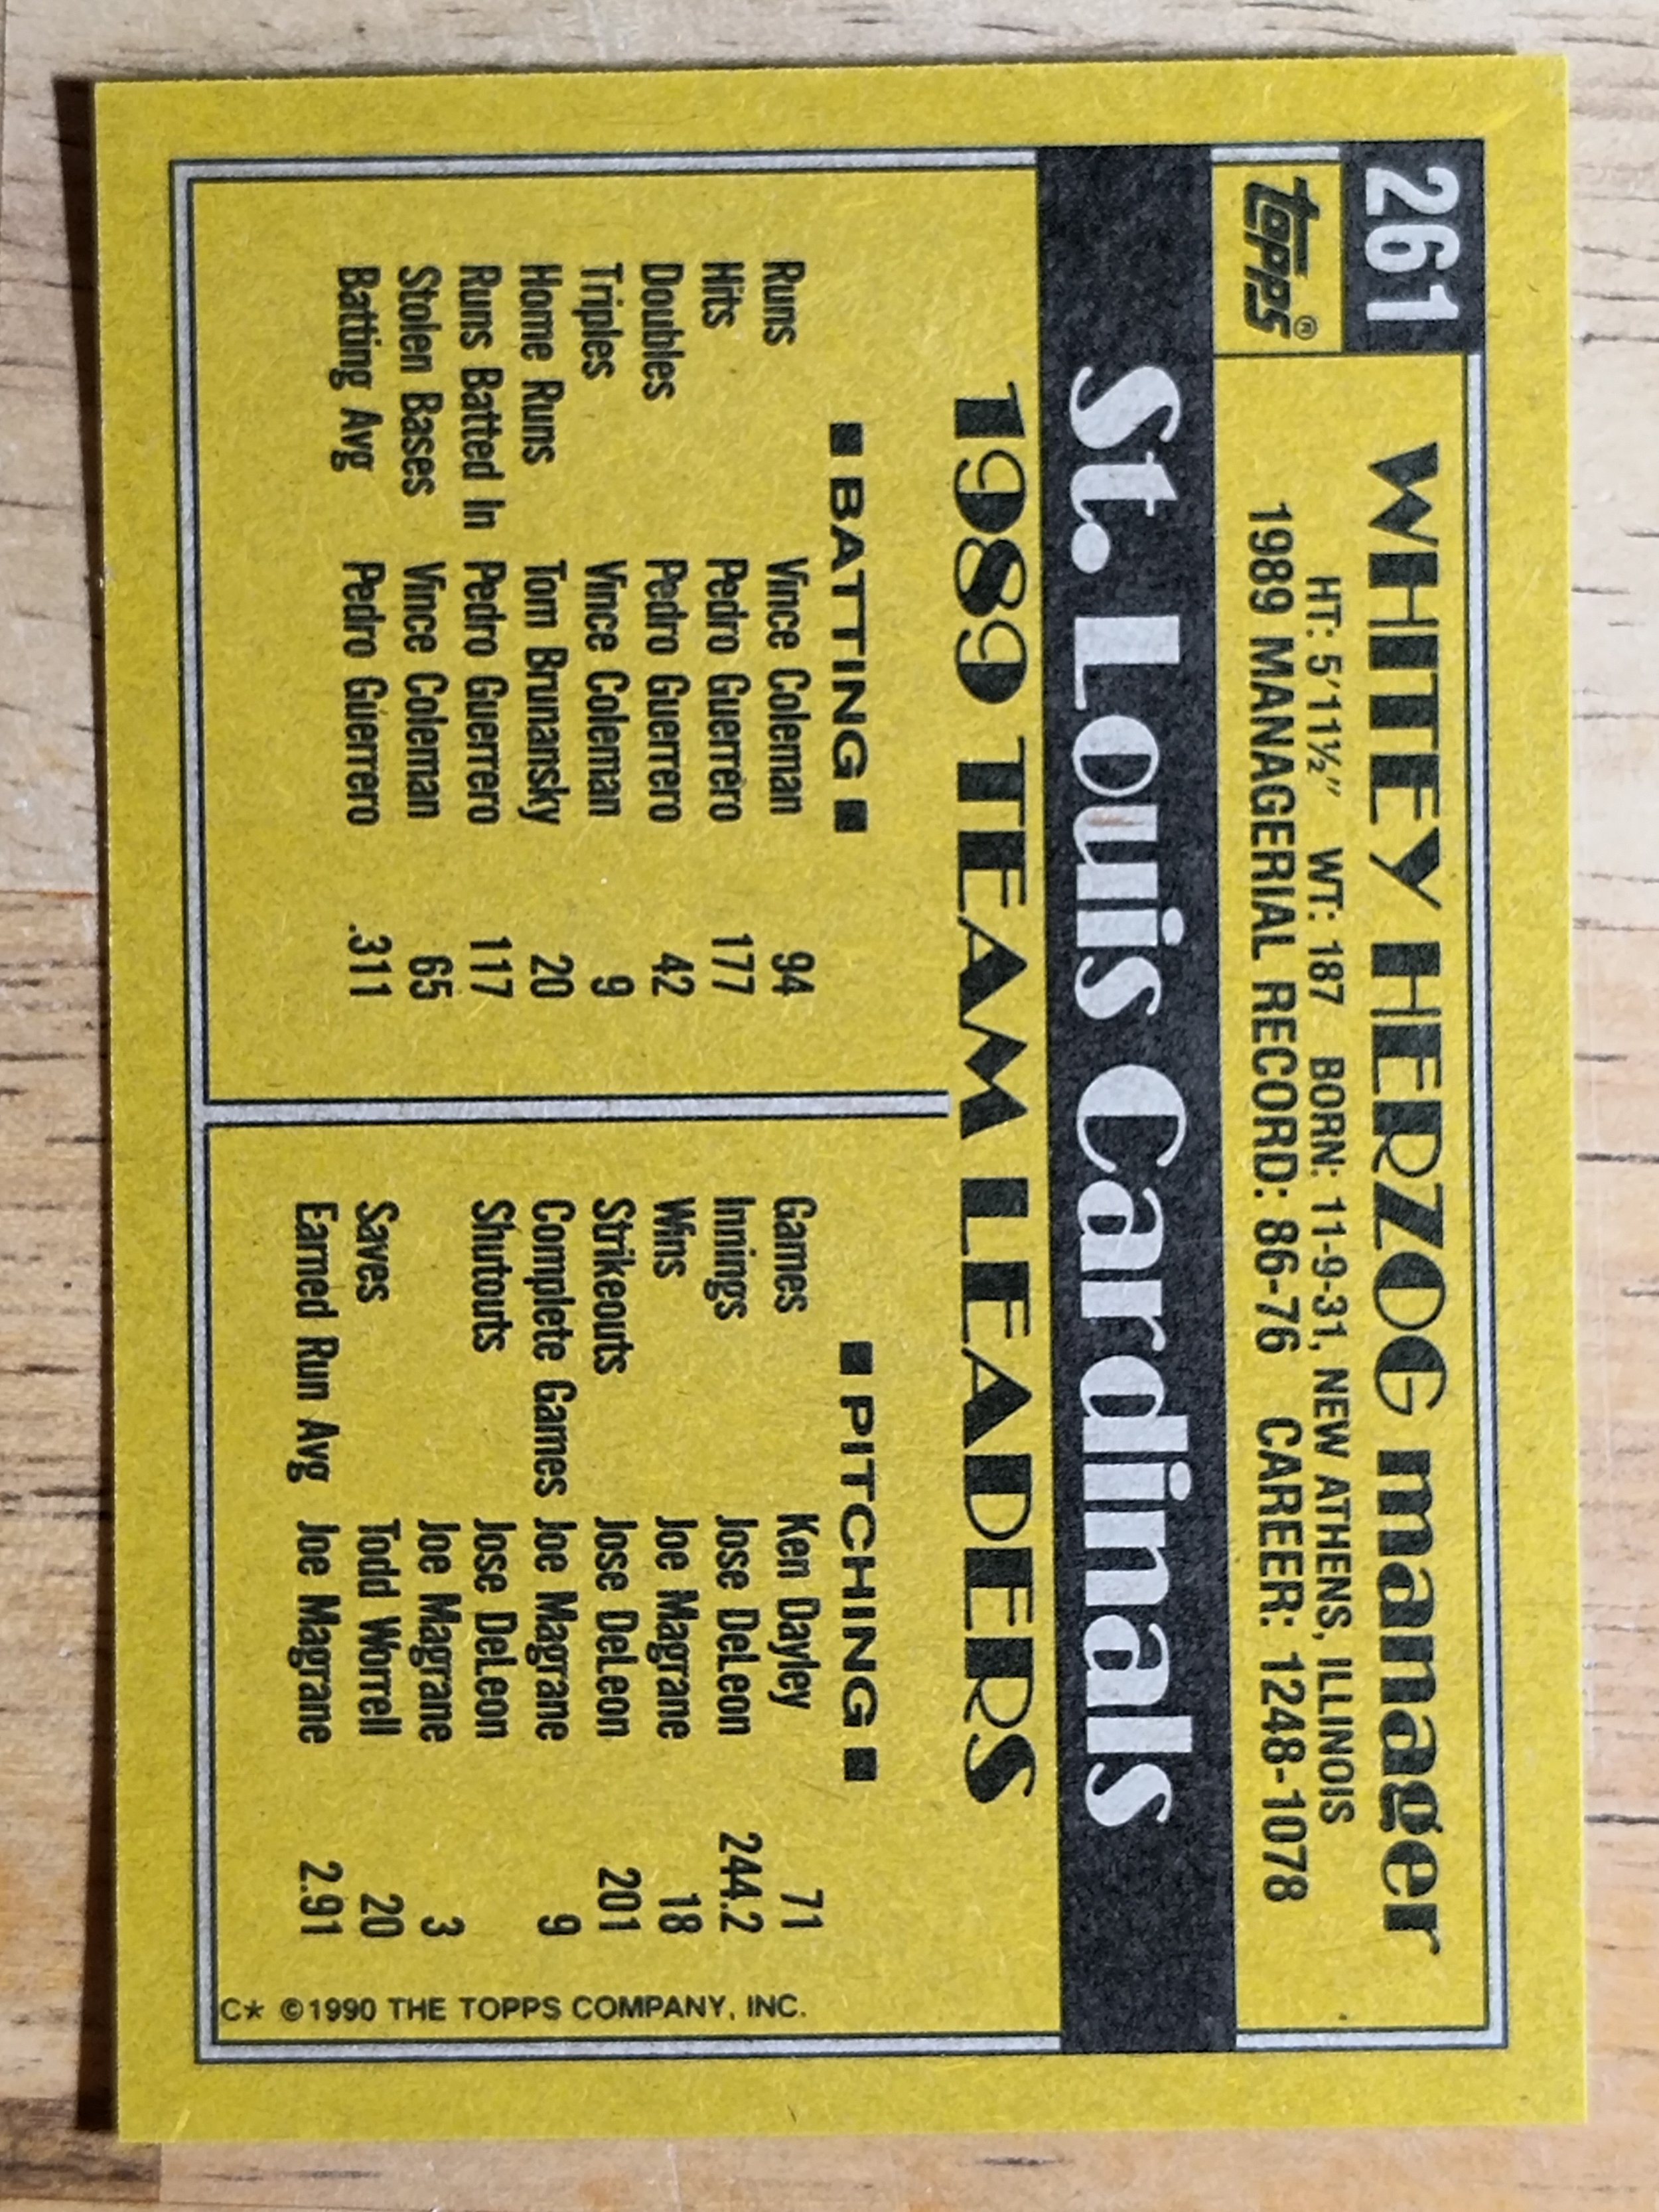 261
topps®
WHITEY HERZOG manager
HT: 5'11½" WT: 187 BORN: 11-9-31, NEW ATHENS, ILLINOIS
1989 MANAGERIAL RECORD: 86-76 CAREER: 1248-1078
St. Louis Cardinals
1989 TEAM LEADERS
■ BATTING ■
Runs Vince Coleman 94
Hits Pedro Guerrero 177
Doubles Pedro Guerrero 42
Triples Vince Coleman 9
Home Runs Tom Brunansky 20
Runs Batted In Pedro Guerrero 117
Stolen Bases Vince Coleman 65
Batting Avg Pedro Guerrero .311
■ PITCHING ■
Games Ken Dayley 71
Innings Jose DeLeon 244.2
Wins Joe Magrane 18
Strikeouts Jose DeLeon 201
Complete Games Joe Magrane 9
Shutouts Jose DeLeon
Joe Magrane 3
Saves Todd Worrell 20
Earned Run Avg Joe Magrane 2.91
C* ©1990 THE TOPPS COMPANY, INC.